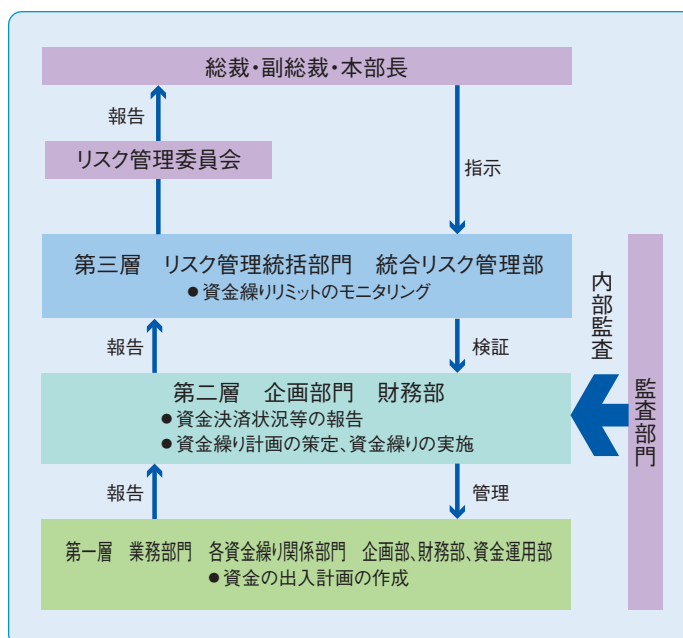 総裁・副総裁・本部長
報告
リスク管理委員会
指示
第三層　リスク管理統括部門　統合リスク管理部
●資金繰りリミットのモニタリング
報告
検証
第二層　企画部門　財務部
●資金決済状況等の報告
●資金繰り計画の策定、資金繰りの実施
報告
管理
第一層　業務部門　各資金繰り関係部門　企画部、財務部、資金運用部
●資金の出入計画の作成
内部監査
監査部門